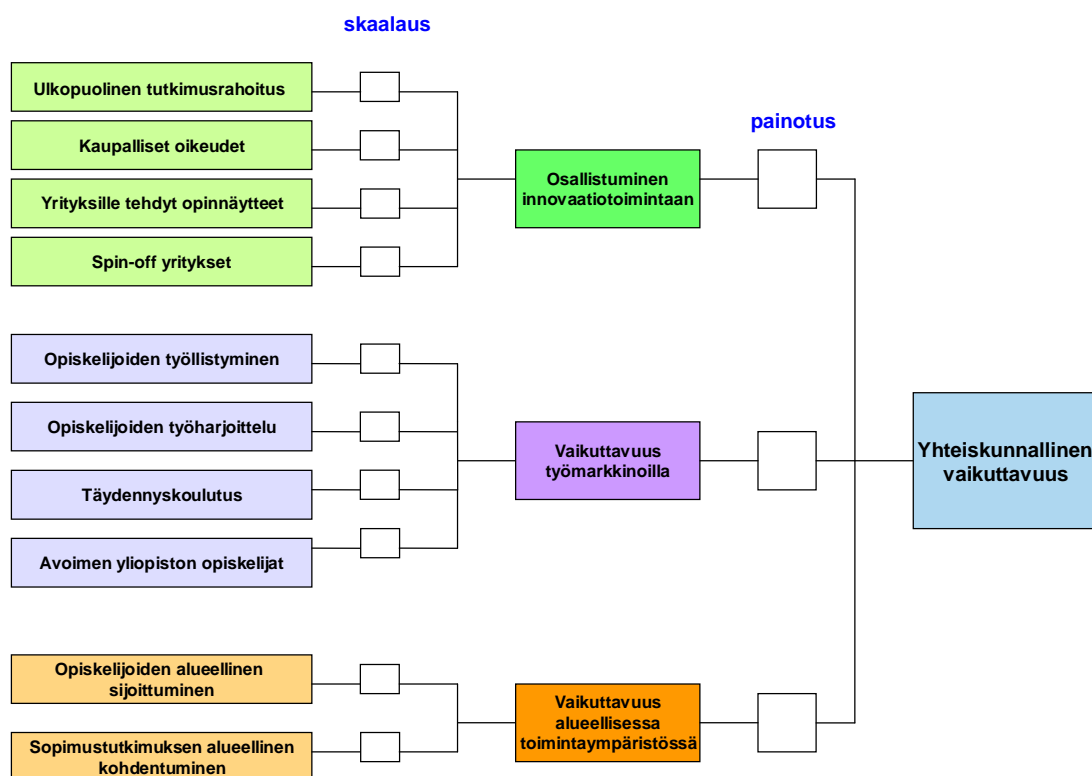 skaalaus
Ulkopuolinen tutkimusrahoitus
Kaupalliset oikeudet
Yrityksille tehdyt opinnäytteet
Spin-off yritykset
painotus
Osallistuminen
innovaatiotoimintaan
Opiskelijoiden työllistyminen
Opiskelijoiden työharjoittelu
Täydennyskoulutus
Avoimen yliopiston opiskelijat
Vaikuttavuus
työmarkkinoilla
Yhteiskunnallinen
vaikuttavuus
Opiskelijoiden alueellinen
sijoittuminen
Sopimustutkimuksen alueellinen
kohdentuminen
Vaikuttavuus
alueellisessa
toimintaympäristössä